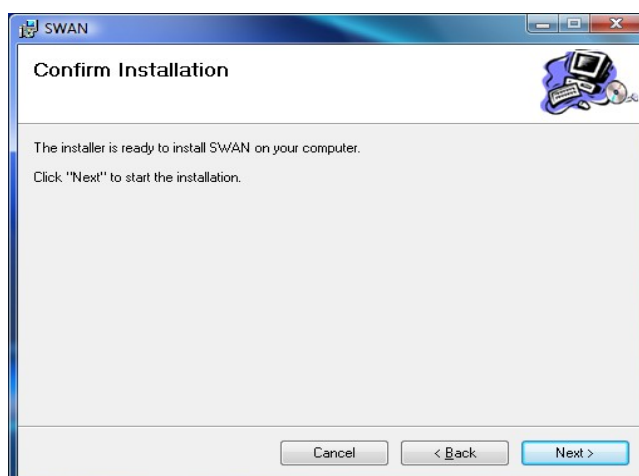 SWAN
Confirm Installation
The installer is ready to install SWAN on your computer.
Click "Next" to start the installation.
Cancel
< Back
Next >